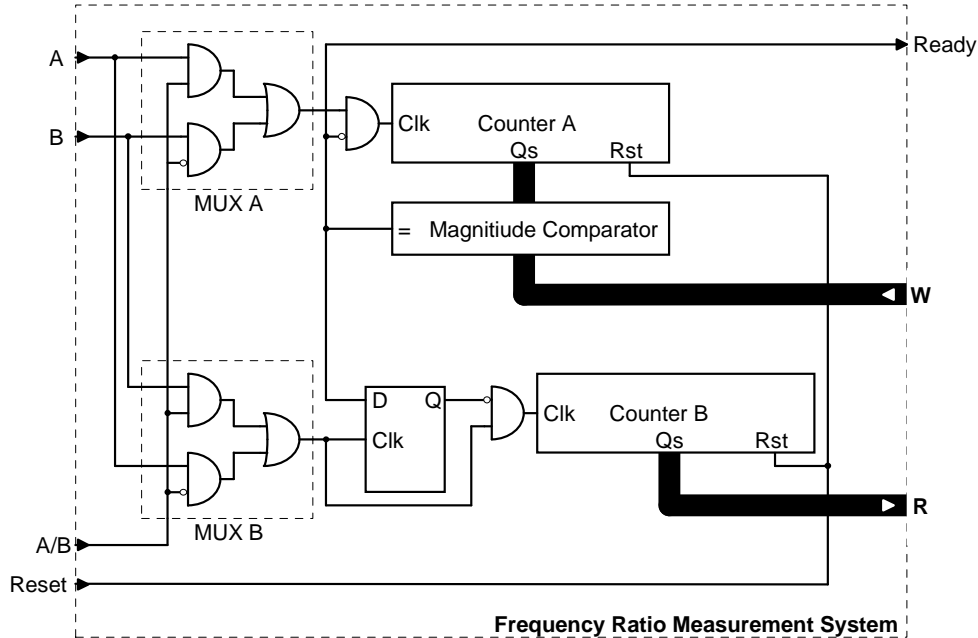 Ready
A
B
Clk
Counter A
Qs
Rst
MUX A
=
Magnitiude Comparator
W
D
Q
Clk
Clk
Counter B
Qs
Rst
R
MUX B
A/B
Reset
Frequency Ratio Measurement System